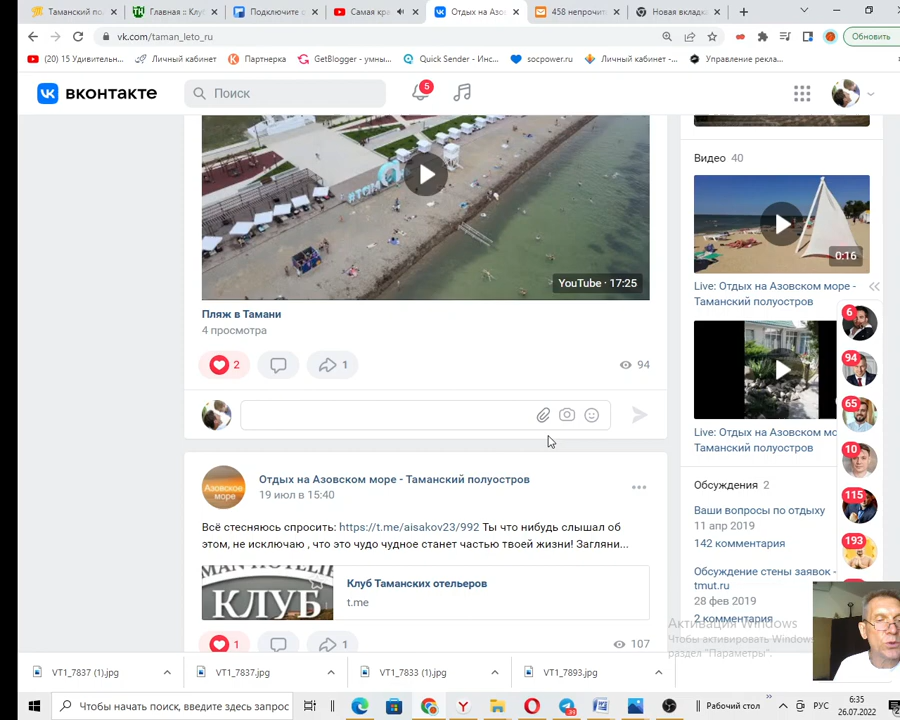 Таманский по
Главная :: Клу
Подключите
Самая кра
Отдых на Азо
458 непрочит
Новая вкладк
vk.com/taman_leto_ru
Обновить
(20) 15 Удивительн...
Личный кабинет
Партнерка
GetBlogger - умны...
Quick Sender - Инс...
socpower.ru
Личный кабинет -...
Управление рекла...
вконтакте
Поиск
5
Видео 40
YouTube · 17:25
0:16
Live: Отдых на Азовском море -
Таманский полуостров
Пляж в Тамани
4 просмотра
2
1
94
6
94
65
10
115
193
Live: Отдых на Азовском мо
Таманский полуостров
Отдых на Азовском море - Таманский полуостров
19 июл в 15:40
Азовское
море
Всё стесняюсь спросить: https://t.me/aisakov23/992 Ты что нибудь слышал об
этом, не исключаю , что это чудо чудное станет частью твоей жизни! Загляни...
КЛУБ
Клуб Таманских отельеров
t.me
1
1
107
Обсуждения 2
Ваши вопросы по отдыху
11 апр 2019
142 комментария
Обсуждение стены заявок -
tmut.ru
28 фев 2019
2 комментария
Активация Windows
Чтобы активировать Windows
раздел "Параметры".
VT1_7837 (1).jpg
VT1_7837.jpg
VT1_7833 (1).jpg
VT1_7893.jpg
Чтобы начать поиск, введите здесь запрос
Рабочий стол
РУС
6:35
26.07.2022